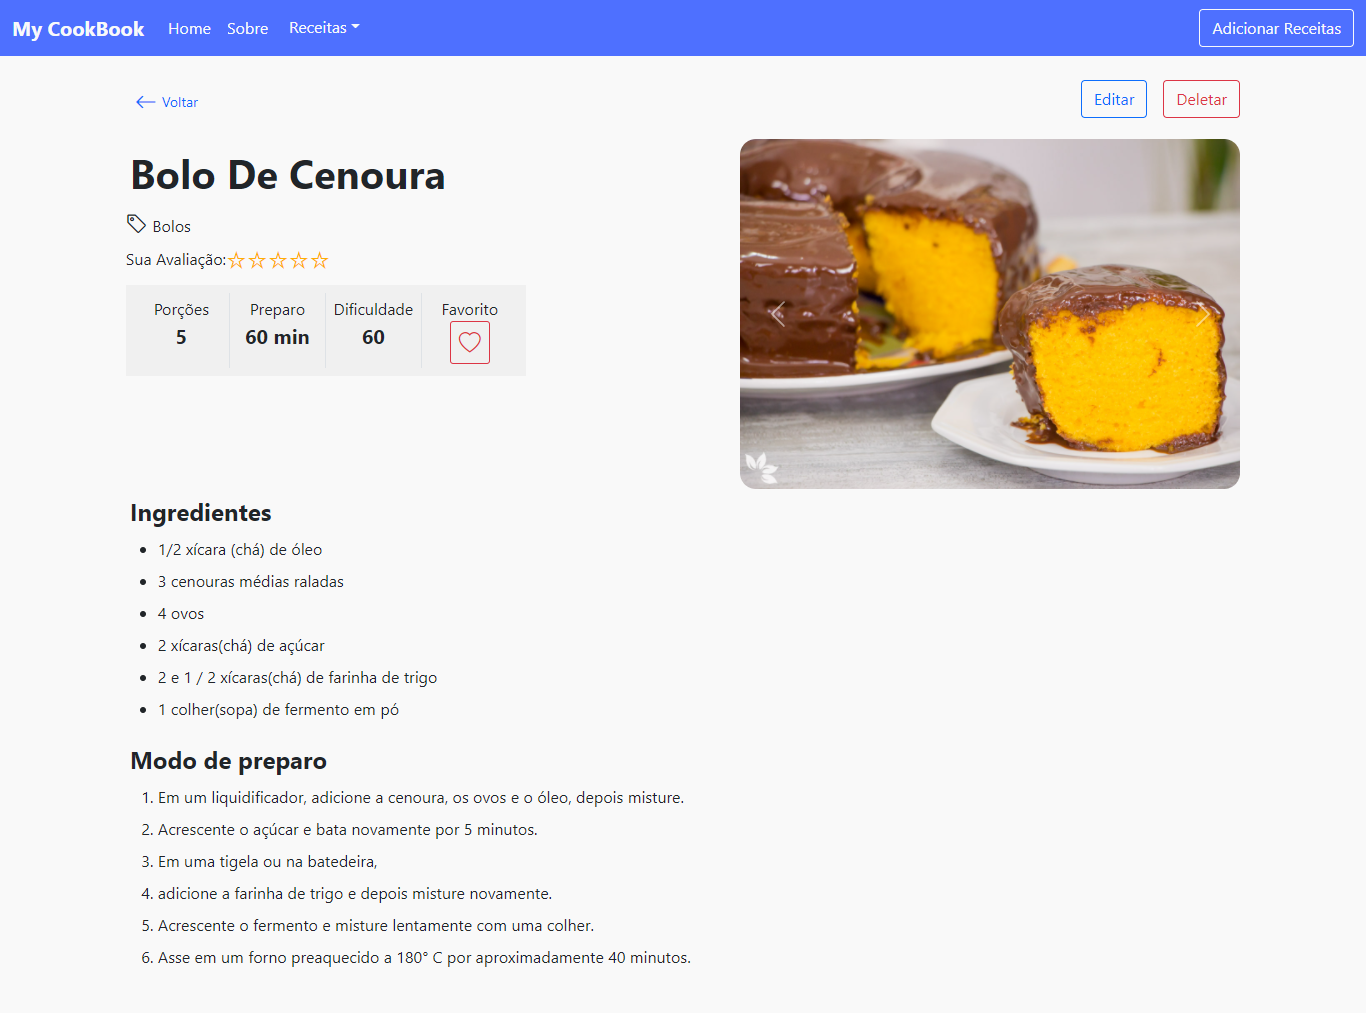 My CookBook Home Sobre Receitas Adicionar Receitas
Voltar Editar Deletar
Bolo De Cenoura
Bolos
Sua Avaliação:
Porções Preparo Dificuldade Favorito
5 60 min 60
Ingredientes
1/2 xícara (chá) de óleo
3 cenouras médias raladas
4 ovos
2 xícaras(chá) de açúcar
2 e 1 / 2 xícaras(chá) de farinha de trigo
1 colher(sopa) de fermento em pó
Modo de preparo
1. Em um liquidificador, adicione a cenoura, os ovos e o óleo, depois misture.
2. Acrescente o açúcar e bata novamente por 5 minutos.
3. Em uma tigela ou na batedeira,
4. adicione a farinha de trigo e depois misture novamente.
5. Acrescente o fermento e misture lentamente com uma colher.
6. Asse em um forno preaquecido a 180° C por aproximadamente 40 minutos.